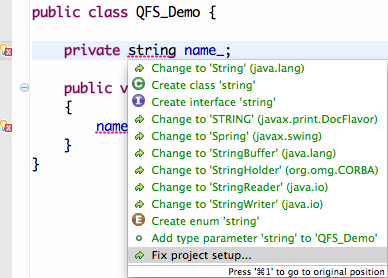 public class QFS_Demo {
private string name_;
public v
{
name
}
}
Change to 'String' (java.lang)
Create class 'string'
Create interface 'string'
Change to 'STRING' (javax.print.DocFlavor)
Change to 'Spring' (javax.swing)
Change to 'StringBuffer' (java.lang)
Change to 'StringHolder' (org.omg.CORBA)
Change to 'StringReader' (java.io)
Change to 'StringWriter' (java.io)
Create enum 'string'
Add type parameter 'string' to 'QFS_Demo'
Fix project setup...
Press '⌘1' to go to original position